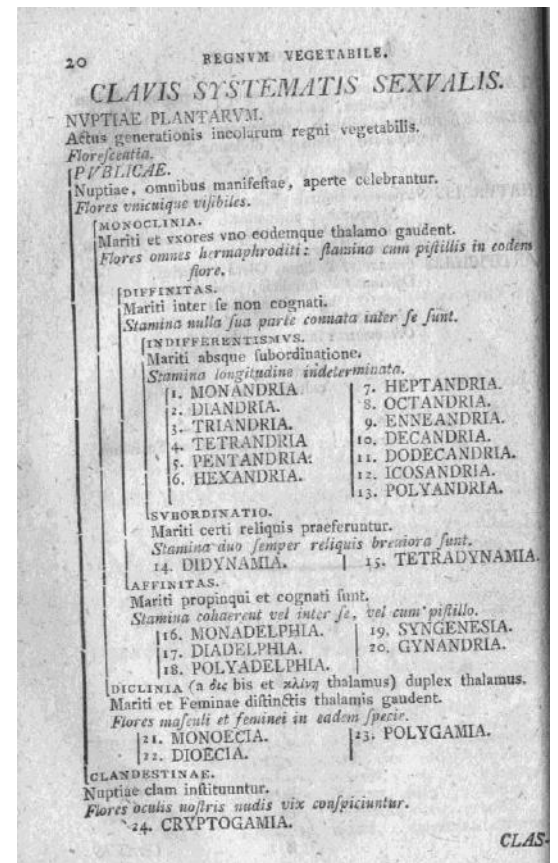 20 REGNVM VEGETABILE.
CLAVIS SYSTEMATIS SEXVALIS.
NVPTIAE PLANTARVM.
Actus generationis incolarum regni vegetabilis.
Floreſcentia.
PVBLICAE.
Nuptiae, omnibus manifeſtae, aperte celebrantur.
Flores vnicuique viſibiles.
MONOCLINIA.
Mariti et vxores vno eodemque thalamo gaudent.
Flores omnes hermaphroditi: ſtamina cum piſtillis in eodem
flore.
DIFFINITAS.
Mariti inter ſe non cognati.
Stamina nulla ſua parte connata inter ſe ſunt.
INDIFFERENTISMVS.
Mariti absque ſubordinatione.
Stamina longitudine indeterminata.
1. MONANDRIA
2. DIANDRIA.
3. TRIANDRIA.
4. TETRANDRIA
5. PENTANDRIA.
6. HEXANDRIA.
7. HEPTANDRIA.
8. OCTANDRIA.
9. ENNEANDRIA.
10. DECANDRIA.
11. DODECANDRIA.
12. ICOSANDRIA.
13. POLYANDRIA.
SVBORDINATIO.
Mariti certi reliquis praeferuntur.
Stamina duo ſemper reliquis breuiora ſunt.
14. DIDYNAMIA. 15. TETRADYNAMIA.
AFFINITAS.
Mariti propinqui et cognati ſunt.
Stamina cohaerent vel inter ſe, vel cum piſtillo.
16. MONADELPHIA.
17. DIADELPHIA.
18. POLYADELPHIA.
19. SYNGENESIA.
20. GYNANDRIA.
DICLINIA (a δις bis et κλίνη thalamus) duplex thalamus.
Mariti et Feminae diſtinctis thalamis gaudent.
Flores maſculi et feminei in eadem ſpecie.
21. MONOECIA.
22. DIOECIA.
23. POLYGAMIA.
CLANDESTINAE.
Nuptiae clam inſtituuntur.
Flores oculis noſtris nudis vix conſpiciuntur.
24. CRYPTOGAMIA.
CLAS-